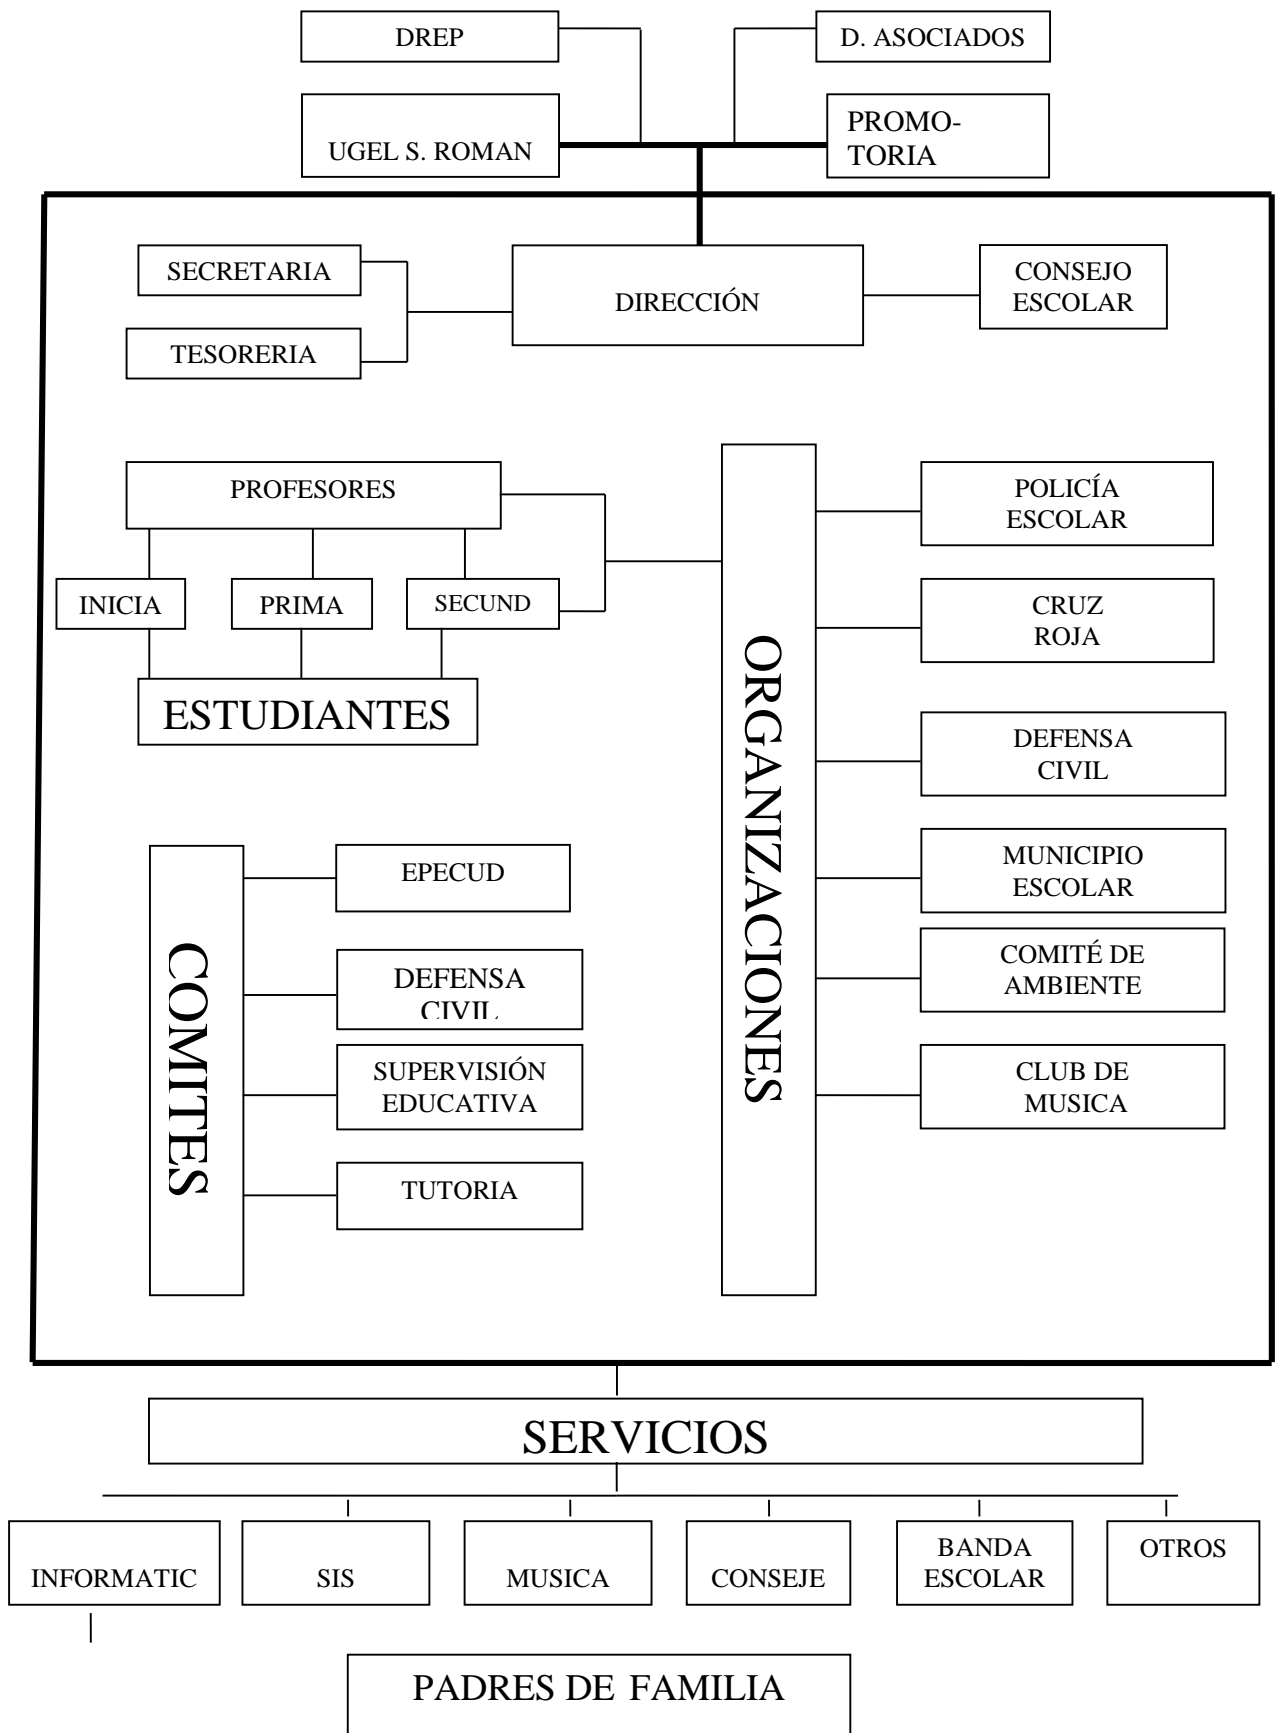 DREP
D. ASOCIADOS
UGEL S. ROMAN
PROMO-
TORIA
SECRETARIA
TESORERIA
DIRECCIÓN
CONSEJO
ESCOLAR
PROFESORES
INICIA
PRIMA
SECUND
ESTUDIANTES
ORGANIZACIONES
POLICÍA
ESCOLAR
CRUZ
ROJA
DEFENSA
CIVIL
MUNICIPIO
ESCOLAR
COMITÉ DE
AMBIENTE
CLUB DE
MUSICA
COMITES
EPECUD
DEFENSA
CIVIL
SUPERVISIÓN
EDUCATIVA
TUTORIA
SERVICIOS
INFORMATIC
SIS
MUSICA
CONSEJE
BANDA
ESCOLAR
OTROS
PADRES DE FAMILIA